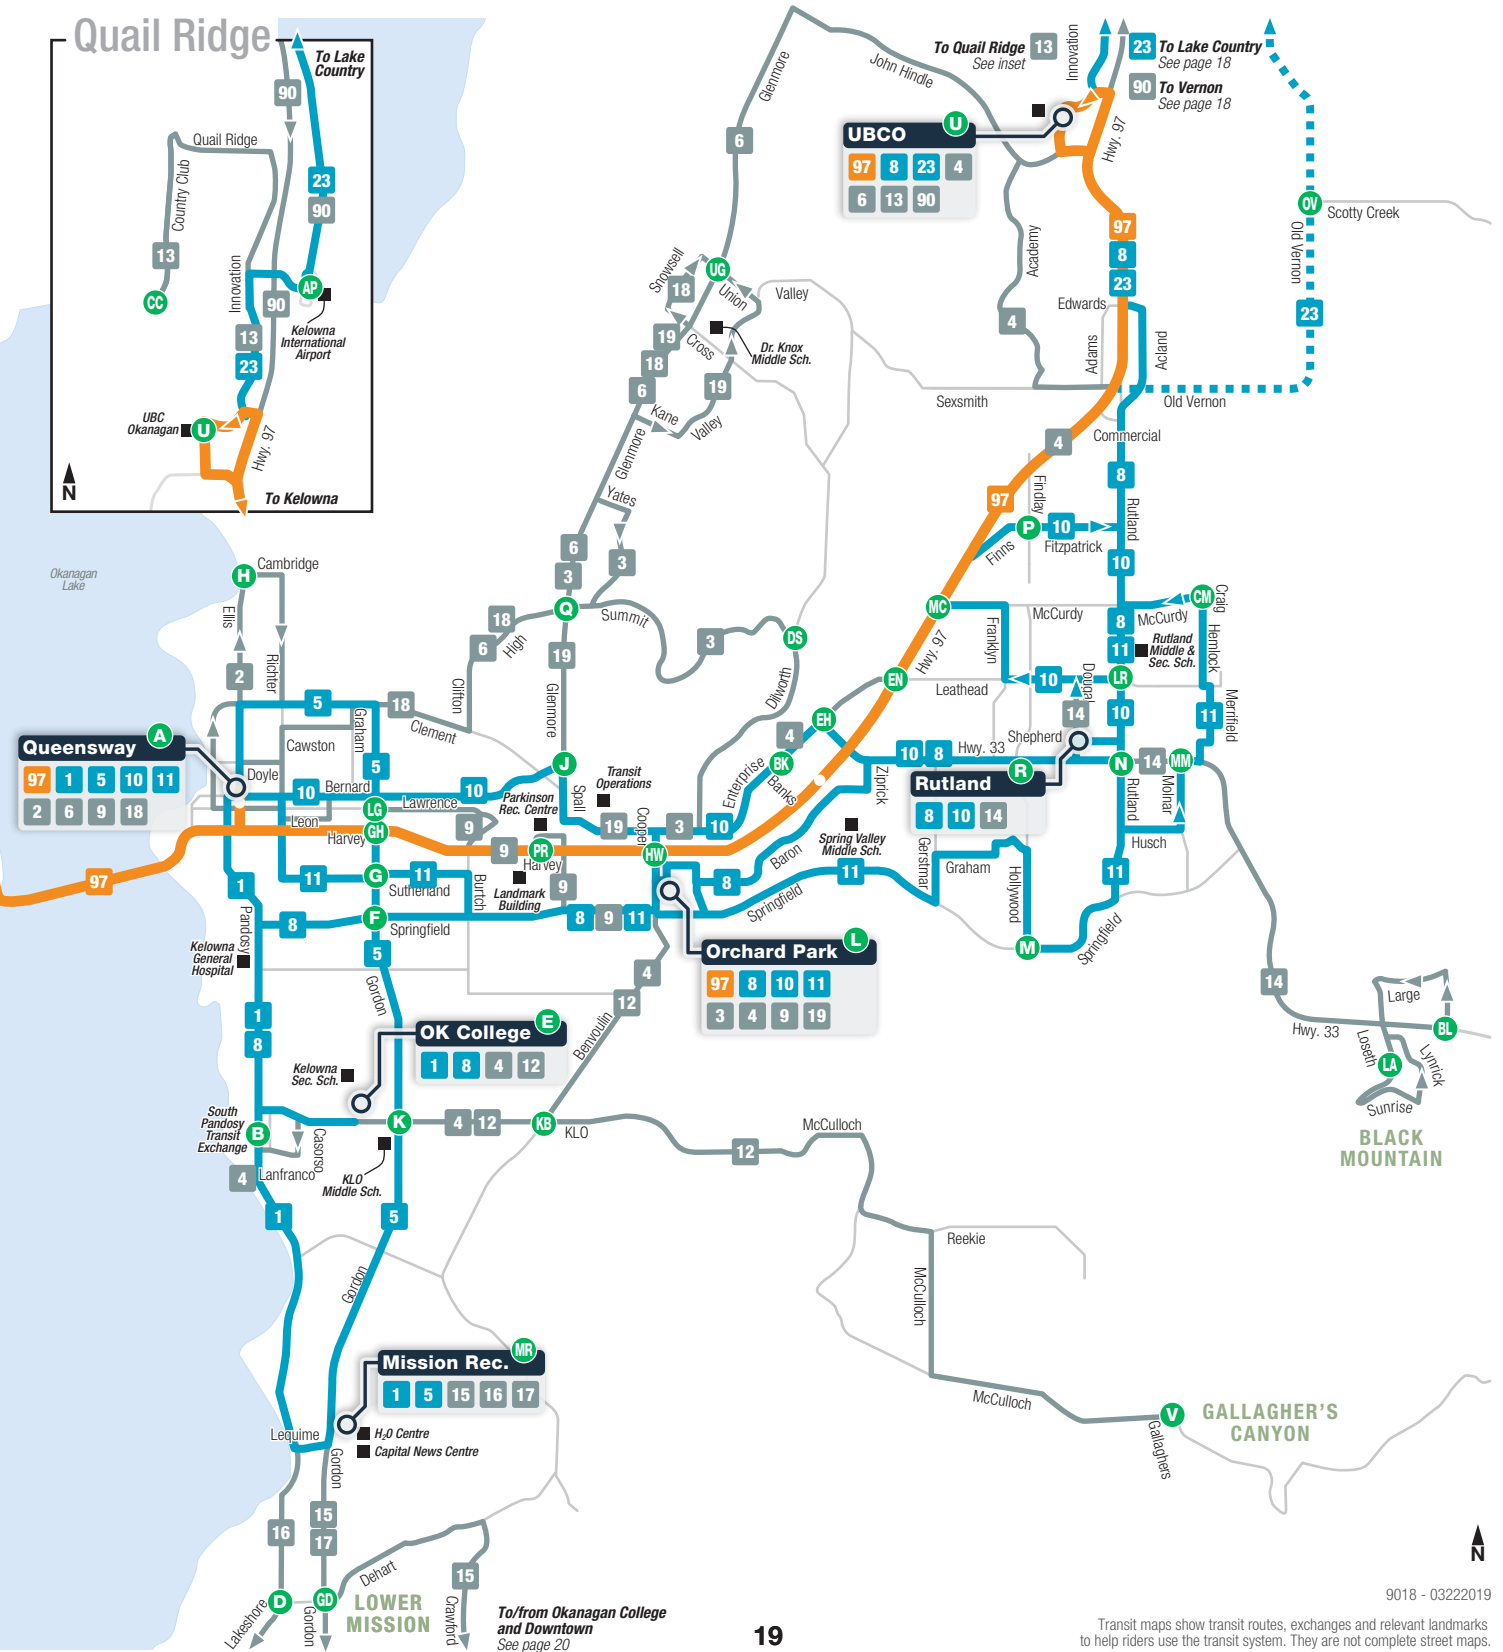 Quail Ridge
To Lake
Country
90
Quail Ridge
Country Club
23
90
13
Innovation
CC
AP
90
Kelowna
International
Airport
13
23
UBC
Okanagan
U
Hwy. 97
N
To Kelowna
Glenmore
John Hindle
To Quail Ridge
See inset
13
Innovation
23
To Lake Country
See page 18
90
To Vernon
See page 18
6
UBCO
U
97 8 23 4
6 13 90
Hwy. 97
OV
Scotty Creek
Old Vernon
97
8
23
Academy
Snowsell
UG
18
Union
Valley
Edwards
4
23
19
Cross
Dr. Knox
Middle Sch.
Adams
Acland
18
6
19
Kane
Valley
Sexsmith
Old Vernon
Glenmore
4
Commercial
Yates
8
Findlay
97
Rutland
P
10
Fitzpatrick
Finns
6
3
3
10
Okanagan
Lake
H
Cambridge
Ellis
Richter
2
Q
Summit
18
High
6
19
3
DS
MC
McCurdy
CM
Craig
McCurdy
8
11
Rutland
Middle &
Sec. Sch.
Hemlock
Hwy. 97
Franklyn
Clifton
Glenmore
Dilworth
EN
Leathead
10
Dougal
LR
5
18
Graham
Clement
4
EH
14
10
11
Merrifield
Queensway
A
97 1 5 10 11
2 6 9 18
Cawston
Doyle
5
Shepherd
10 8
Hwy. 33
Bernard
10
10
J
Transit
Operations
Enterprise
BK
Banks
Ziprick
Rutland
R
8 10 14
N
14
MM
Rutland
Molnar
LG
Lawrence
Parkinson
Rec. Centre
Spall
Leon
GH
Harvey
9
19
Cooper
3
10
Husch
9
PR
Harvey
HW
Spring Valley
Middle Sch.
Baron
97
Landmark
Building
11
G
11
Sutherland
Burtch
9
8
11
Springfield
Gerstmar
Graham
Hollywood
11
1
Pandosy
8
F
Springfield
8 9 11
Kelowna
General
Hospital
5
Gordon
M
Springfield
Orchard Park
L
97 8 10 11
3 4 9 19
4
12
Benvoulin
14
Large
Hwy. 33
BL
Loseth
LA
Lynrick
Sunrise
1
8
OK College
E
1 8 4 12
Kelowna
Sec. Sch.
South
Pandosy
Transit
Exchange
B
Casorso
K
4 12
KB
KLO
McCulloch
12
BLACK
MOUNTAIN
4
Lanfranco
KLO
Middle Sch.
1
5
Reekie
McCulloch
Gordon
Mission Rec.
MR
1 5 15 16 17
McCulloch
V
Gallaghers
GALLAGHER'S
CANYON
Lequime
H2O Centre
Capital News Centre
Gordon
16
15
17
Dehart
15
N
D
GD
Lakeshore
Gordon
LOWER
MISSION
Crawford
To/from Okanagan College
and Downtown
See page 20
19
9018 - 03222019
Transit maps show transit routes, exchanges and relevant landmarks
to help riders use the transit system. They are not complete street maps.